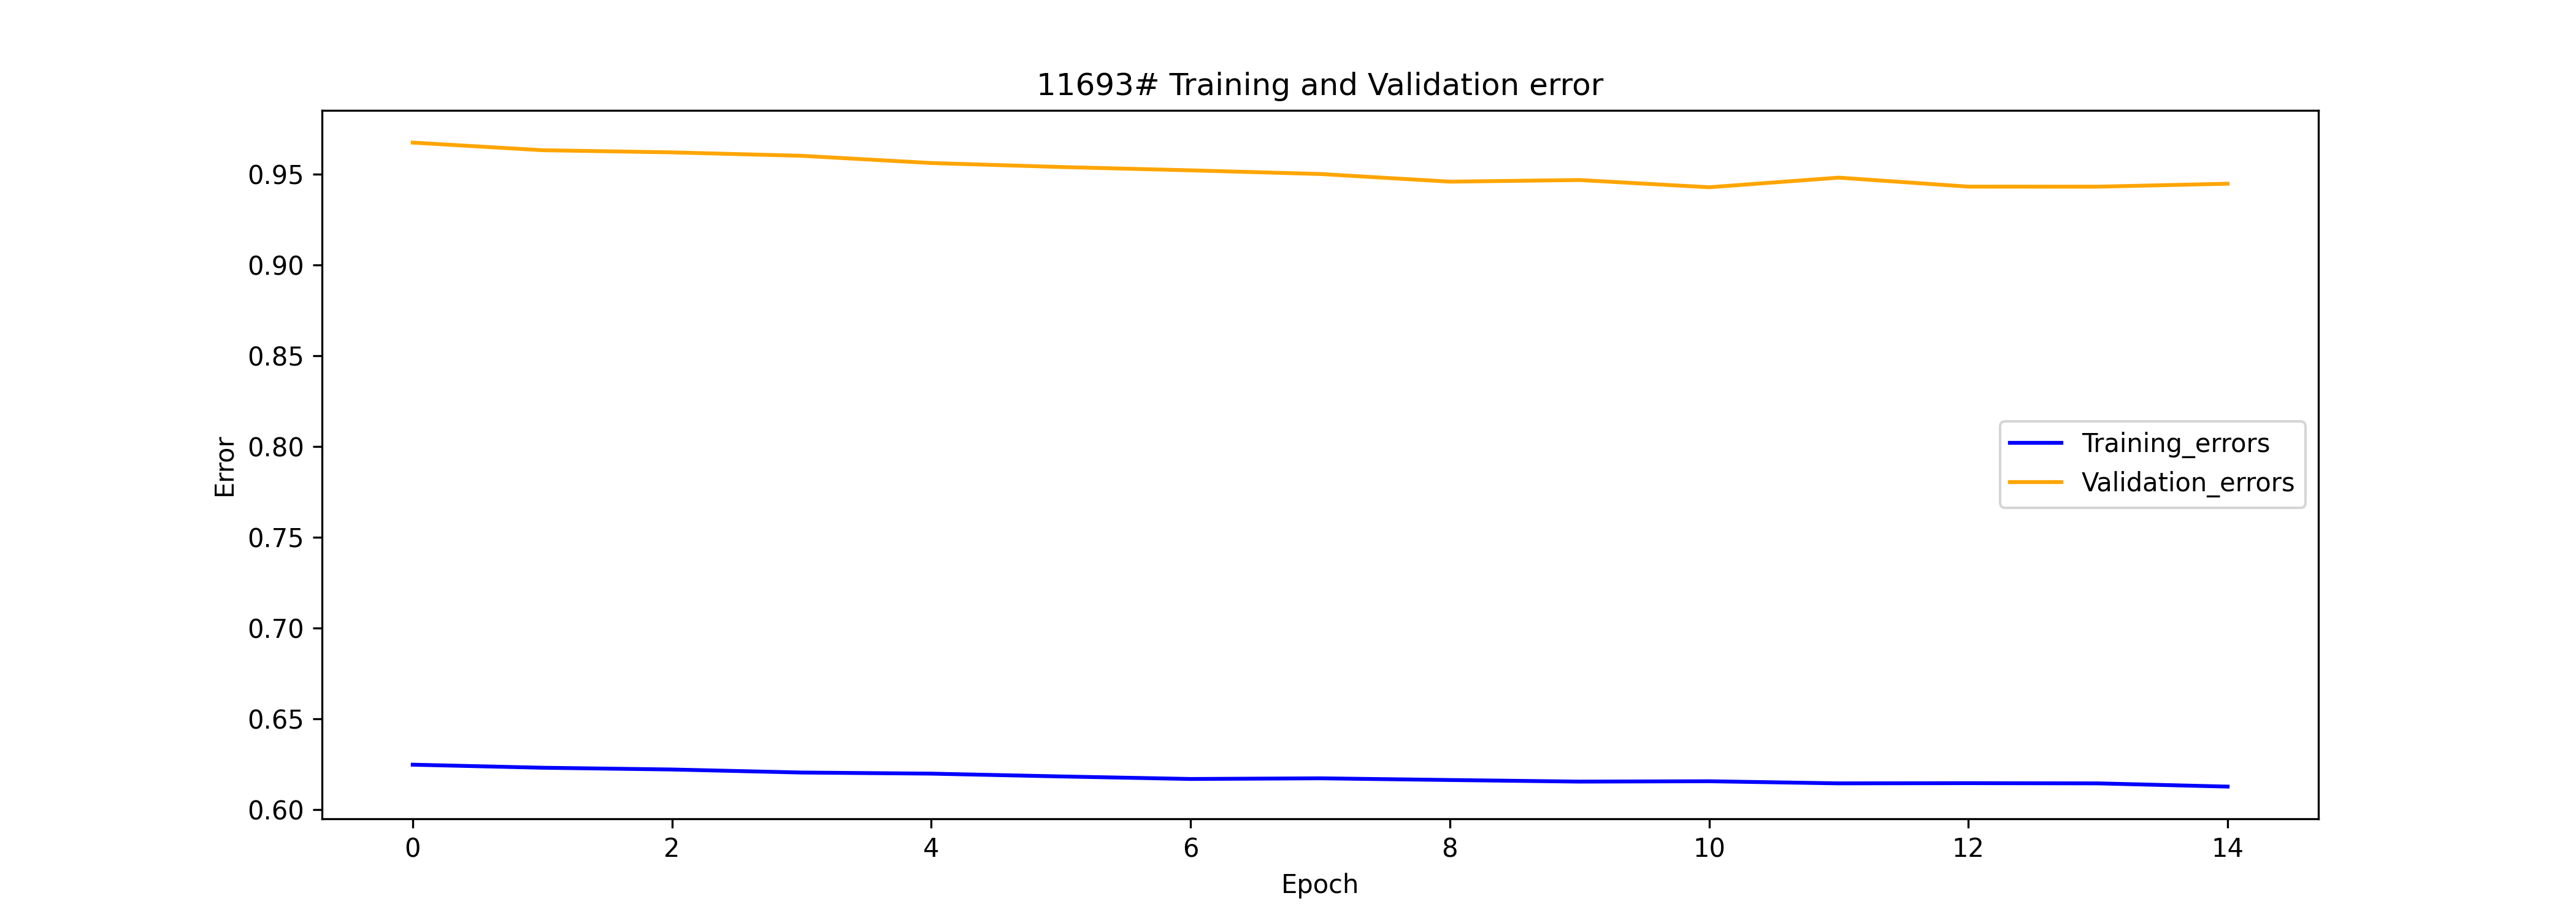 11693# Training and Validation error
0.95
0.90
0.85
0.80
0.75
0.70
0.65
0.60
Error
Training_errors
Validation_errors
0 2 4 6 8 10 12 14
Epoch